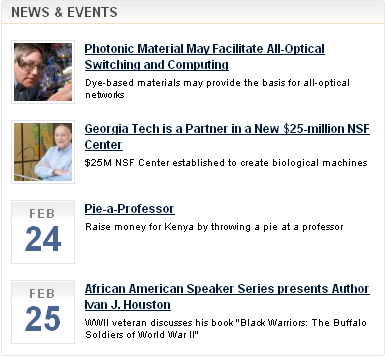 NEWS & EVENTS
Photonic Material May Facilitate All-Optical
Switching and Computing
Dye-based materials may provide the basis for all-optical
networks
Georgia Tech is a Partner in a New $25-million NSF
Center
$25M NSF Center established to create biological machines
FEB
24
Pie-a-Professor
Raise money for Kenya by throwing a pie at a professor
FEB
25
African American Speaker Series presents Author
Ivan J. Houston
WWII veteran discusses his book "Black Warriors: The Buffalo
Soldiers of World War II"